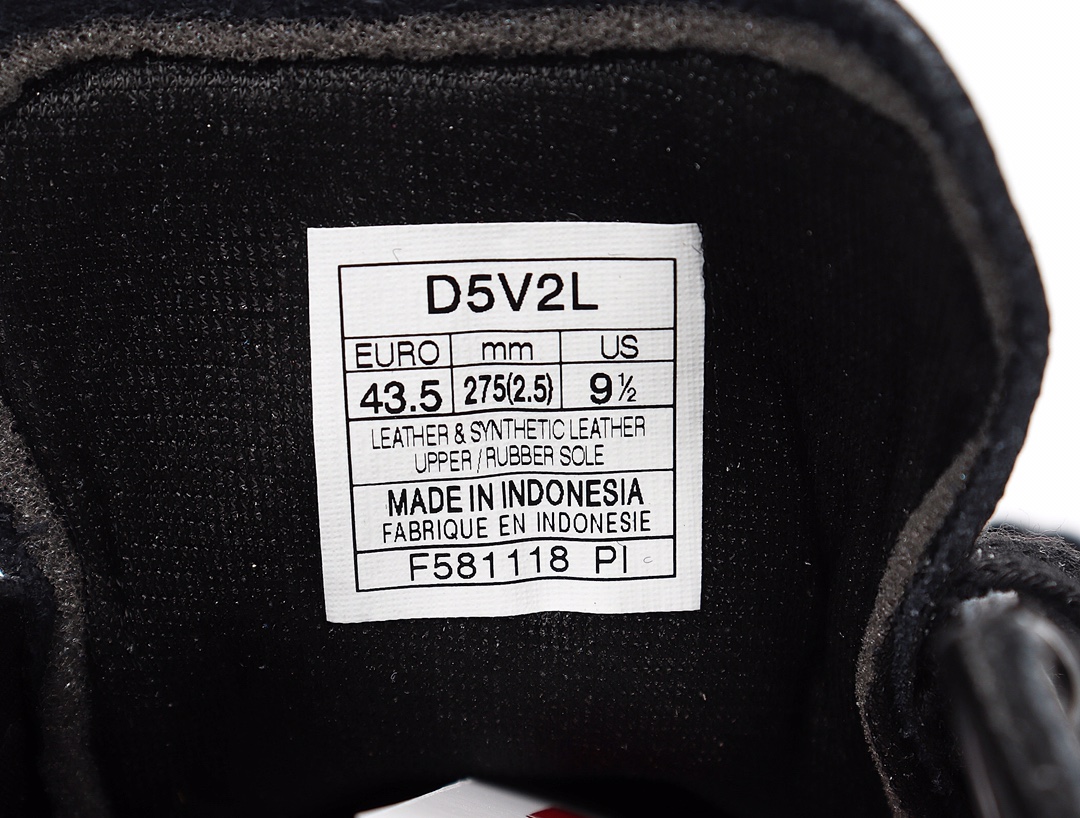 D5V2L
EURO mm US
43.5 275(2.5) 9½
LEATHER & SYNTHETIC LEATHER
UPPER / RUBBER SOLE
MADE IN INDONESIA
FABRIQUE EN INDONESIE
F581118 PI